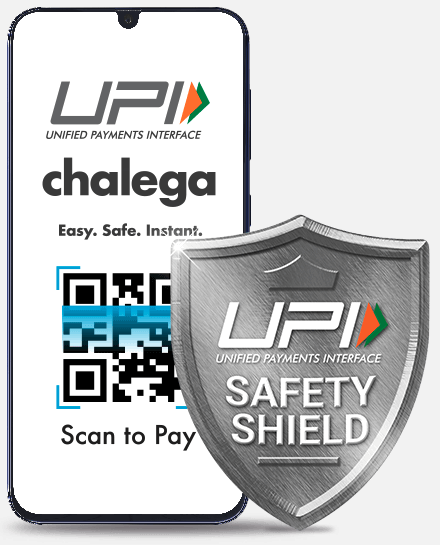 UPI
UNIFIED PAYMENTS INTERFACE
chalega
Easy. Safe. Instant.
Scan to Pay
UPI
UNIFIED PAYMENTS INTERFACE
SAFETY
SHIELD